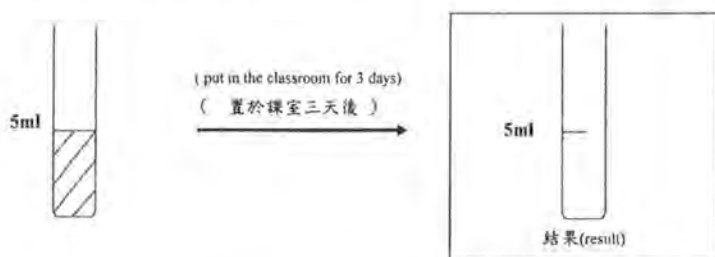 ( put in the classroom for 3 days)
( 置於課室三天後 )
5ml
5ml
結果(result)